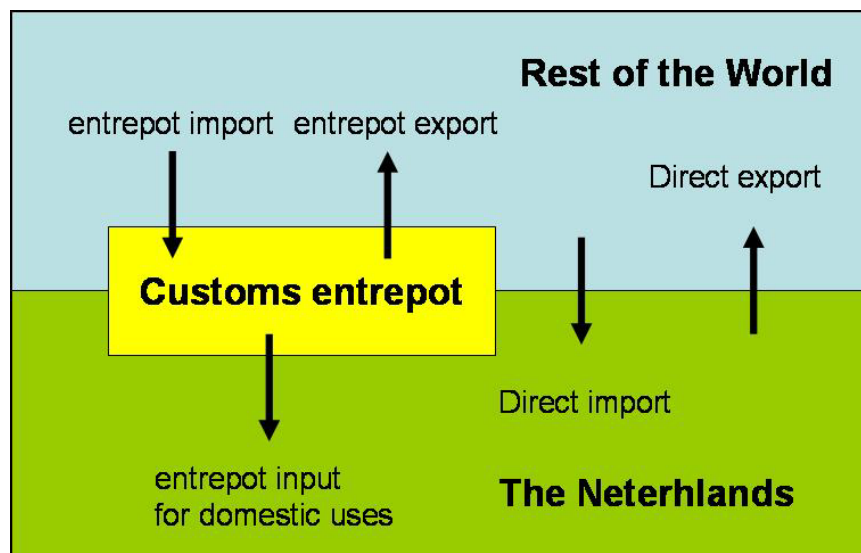 Rest of the World
entrepot import
entrepot export
Direct export
Customs entrepot
Direct import
entrepot input
for domestic uses
The Neterhlands